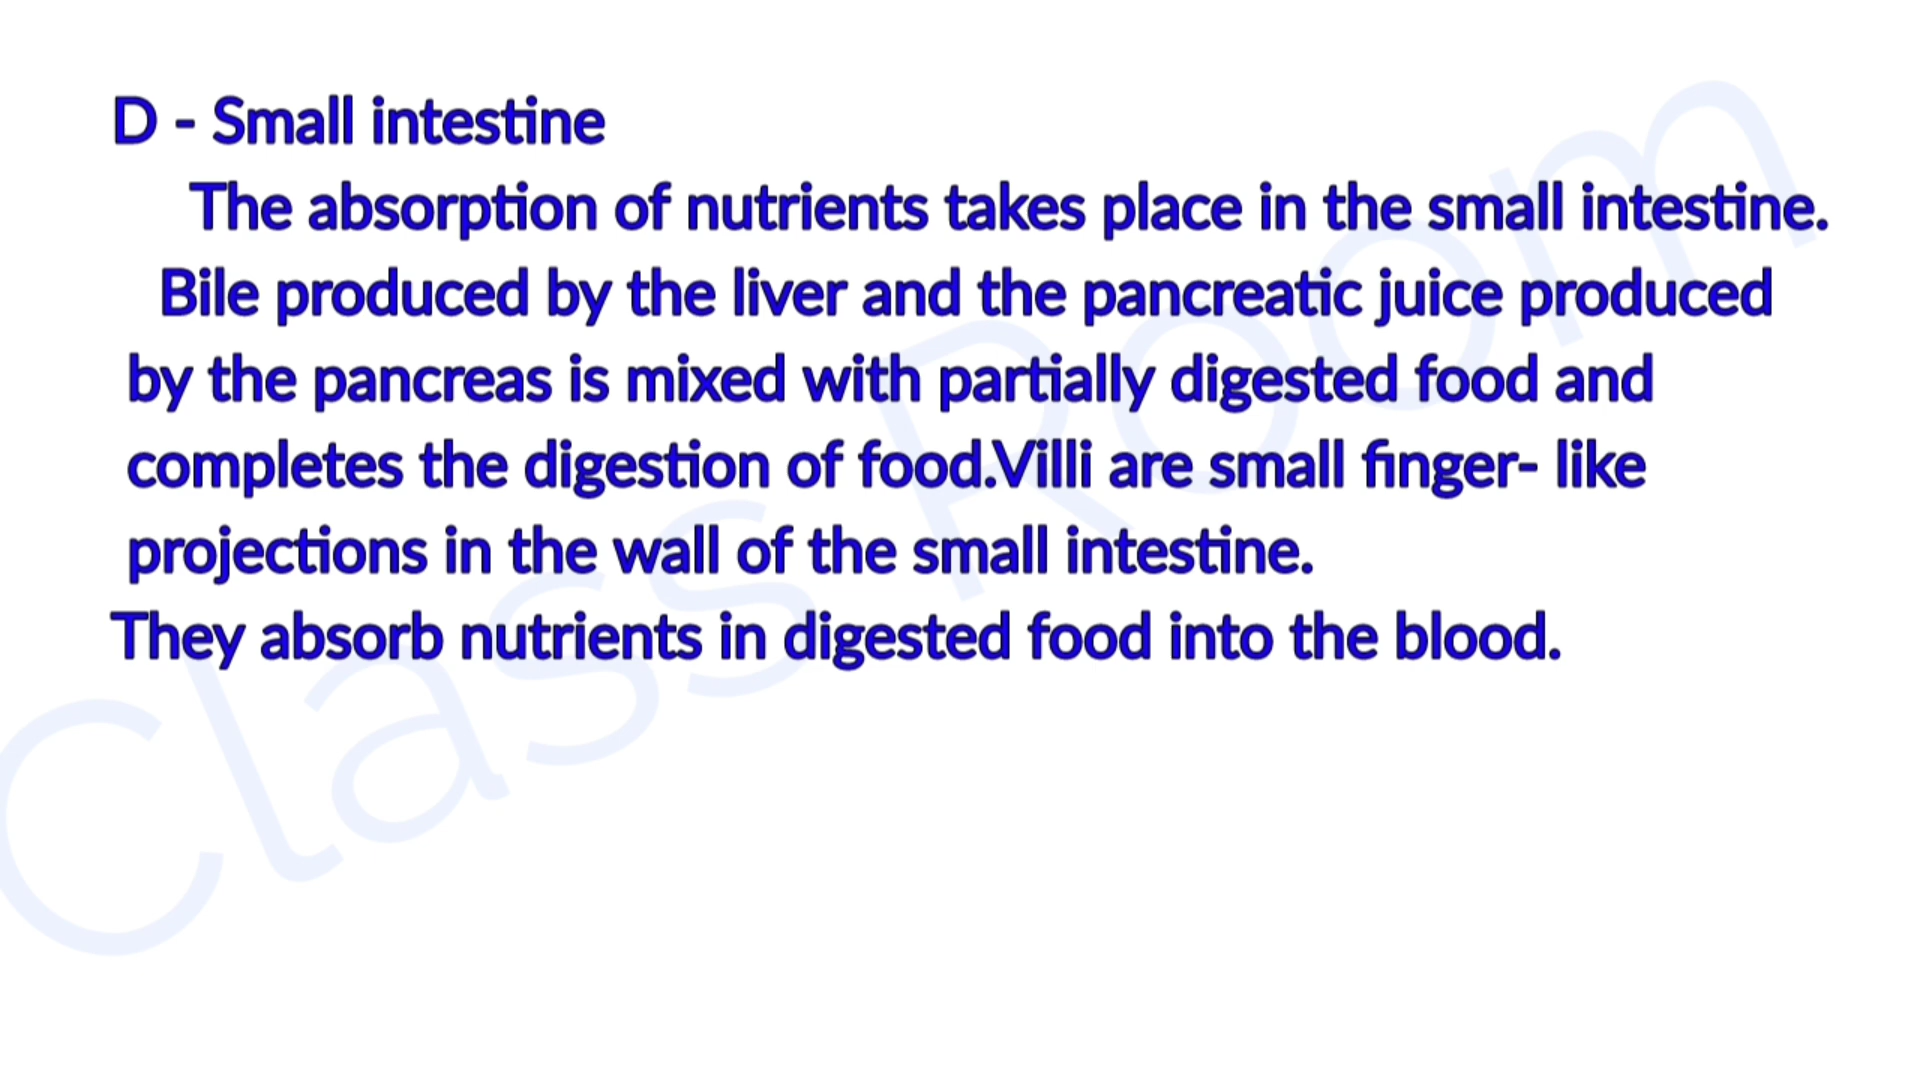 D - Small intestine
The absorption of nutrients takes place in the small intestine.
Bile produced by the liver and the pancreatic juice produced
by the pancreas is mixed with partially digested food and
completes the digestion of food.Villi are small finger- like
projections in the wall of the small intestine.
They absorb nutrients in digested food into the blood.
Class Room